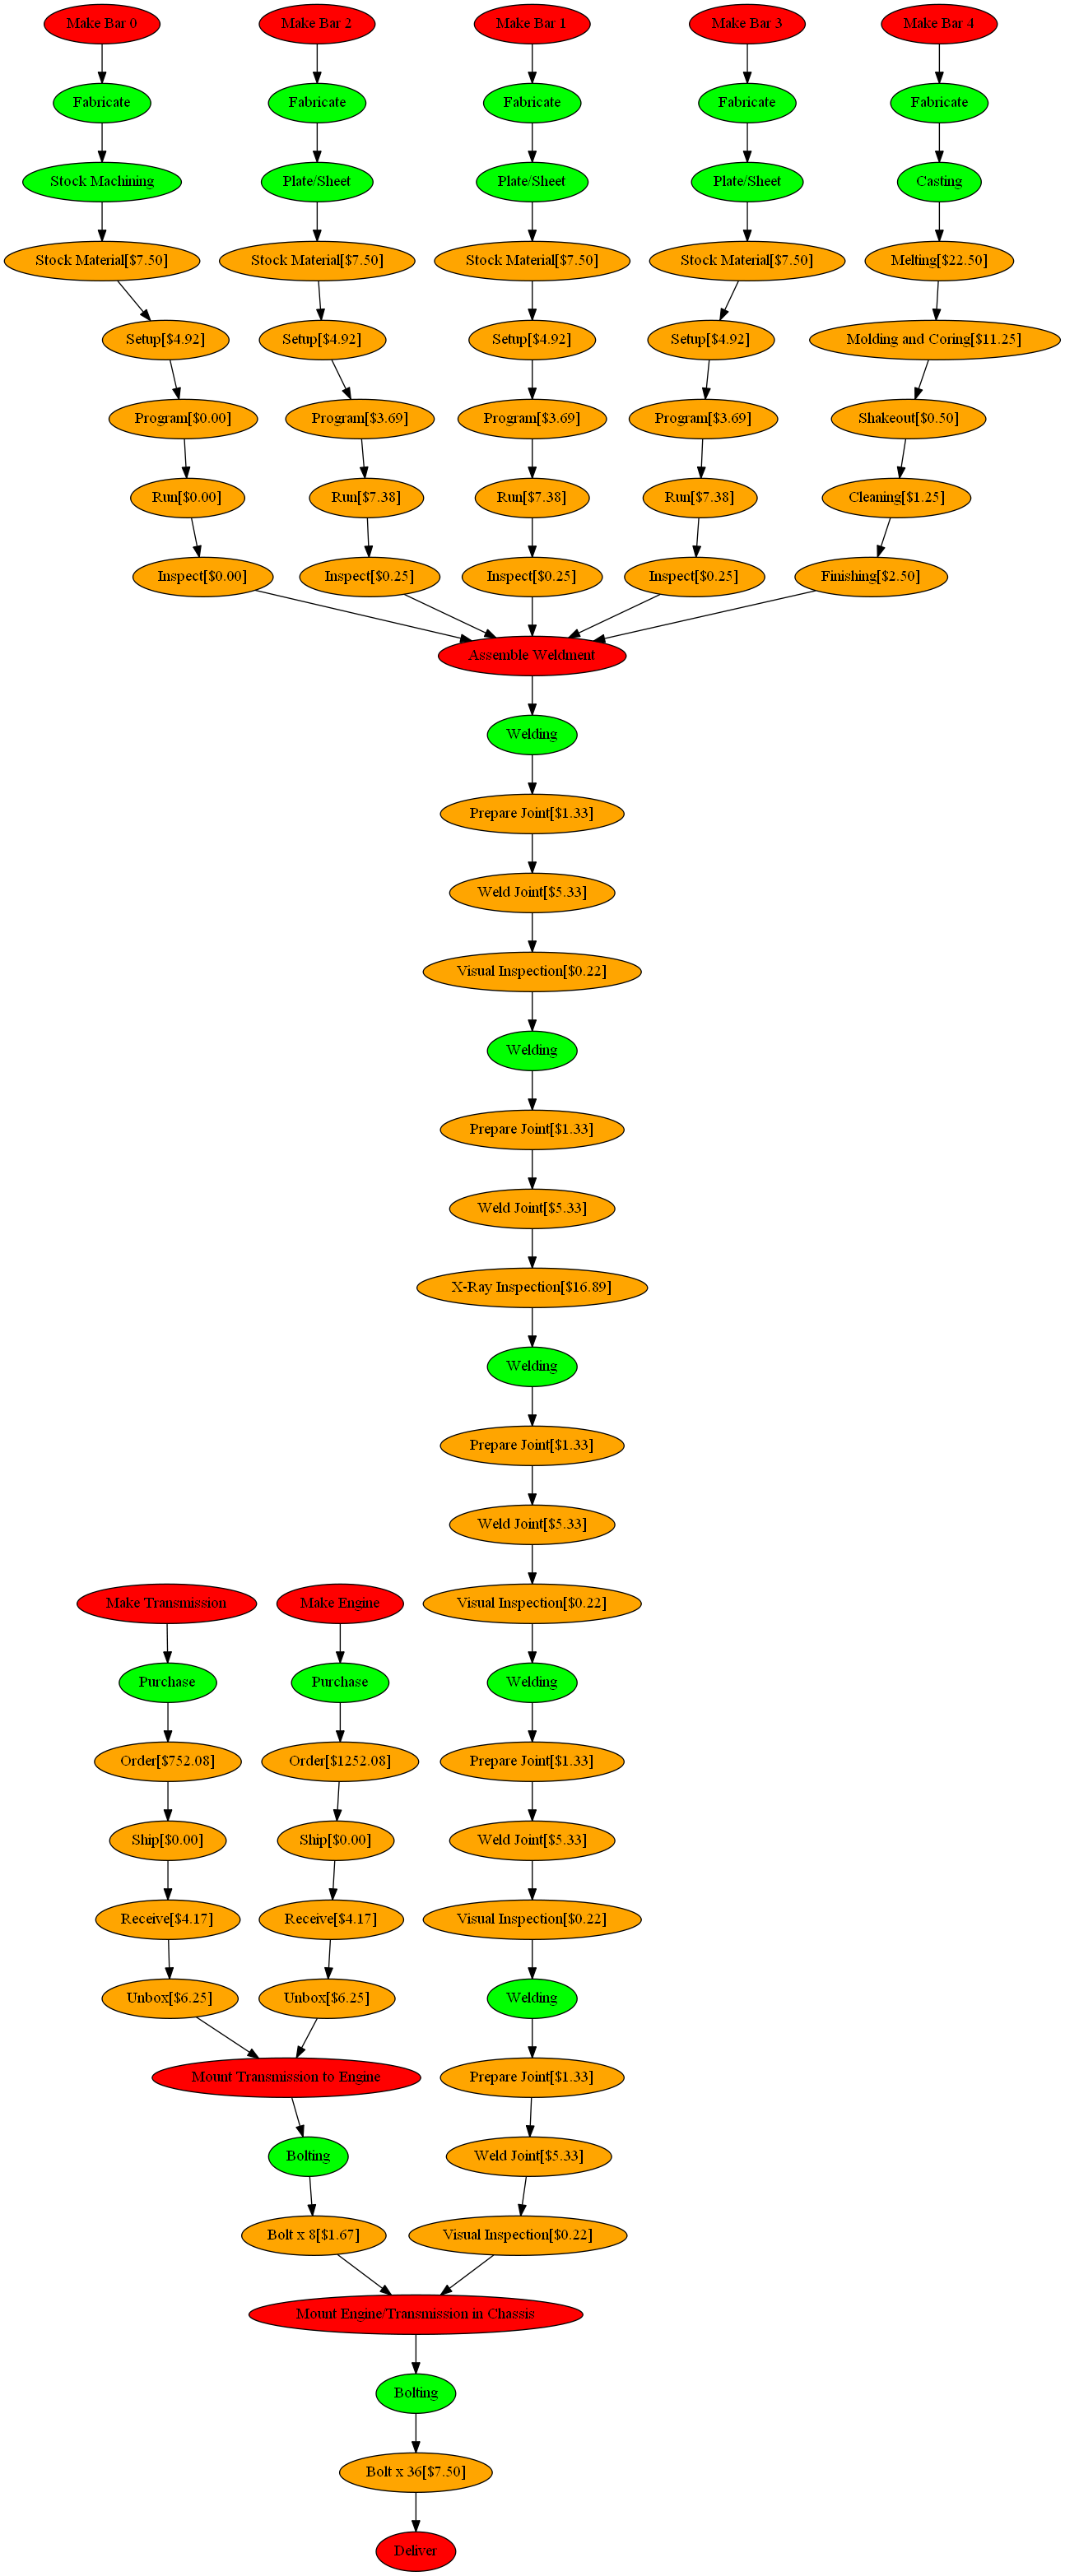 Make Bar 0
Make Bar 2
Make Bar 1
Make Bar 3
Make Bar 4
Fabricate
Fabricate
Fabricate
Fabricate
Fabricate
Stock Machining
Plate/Sheet
Plate/Sheet
Plate/Sheet
Casting
Stock Material[$7.50]
Stock Material[$7.50]
Stock Material[$7.50]
Stock Material[$7.50]
Melting[$22.50]
Setup[$4.92]
Setup[$4.92]
Setup[$4.92]
Setup[$4.92]
Molding and Coring[$11.25]
Program[$0.00]
Program[$3.69]
Program[$3.69]
Program[$3.69]
Shakeout[$0.50]
Run[$0.00]
Run[$7.38]
Run[$7.38]
Run[$7.38]
Cleaning[$1.25]
Inspect[$0.00]
Inspect[$0.25]
Inspect[$0.25]
Inspect[$0.25]
Finishing[$2.50]
Assemble Weldment
Welding
Prepare Joint[$1.33]
Weld Joint[$5.33]
Visual Inspection[$0.22]
Welding
Prepare Joint[$1.33]
Weld Joint[$5.33]
X-Ray Inspection[$16.89]
Welding
Prepare Joint[$1.33]
Weld Joint[$5.33]
Make Transmission
Make Engine
Visual Inspection[$0.22]
Purchase
Purchase
Welding
Order[$752.08]
Order[$1252.08]
Prepare Joint[$1.33]
Ship[$0.00]
Ship[$0.00]
Weld Joint[$5.33]
Receive[$4.17]
Receive[$4.17]
Visual Inspection[$0.22]
Unbox[$6.25]
Unbox[$6.25]
Welding
Mount Transmission to Engine
Prepare Joint[$1.33]
Bolting
Weld Joint[$5.33]
Bolt x 8[$1.67]
Visual Inspection[$0.22]
Mount Engine/Transmission in Chassis
Bolting
Bolt x 36[$7.50]
Deliver